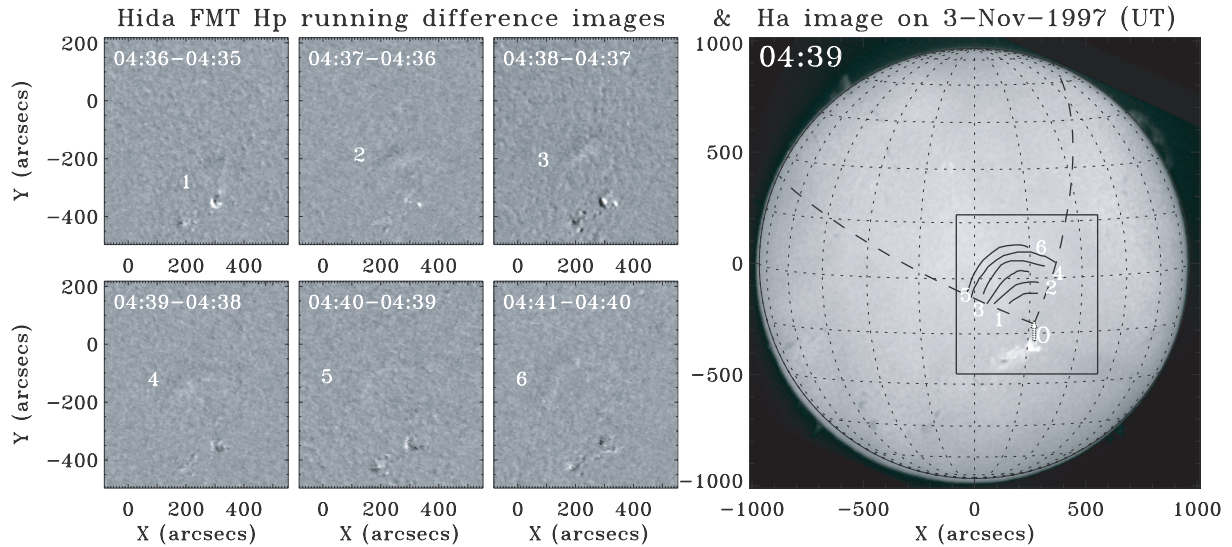 Hida FMT Hp running difference images & Ha image on 3-Nov-1997 (UT)
200
0
-200
-400
Y (arcsecs)
04:36-04:35
1
04:37-04:36
2
04:38-04:37
3
0 200 400
0 200 400
0 200 400
200
0
-200
-400
Y (arcsecs)
04:39-04:38
4
04:40-04:39
5
04:41-04:40
6
0 200 400
0 200 400
0 200 400
X (arcsecs)
X (arcsecs)
X (arcsecs)
1000
500
0
-500
-1000
04:39
6
4
5
2
3
1
0
-1000 -500 0 500 1000
X (arcsecs)